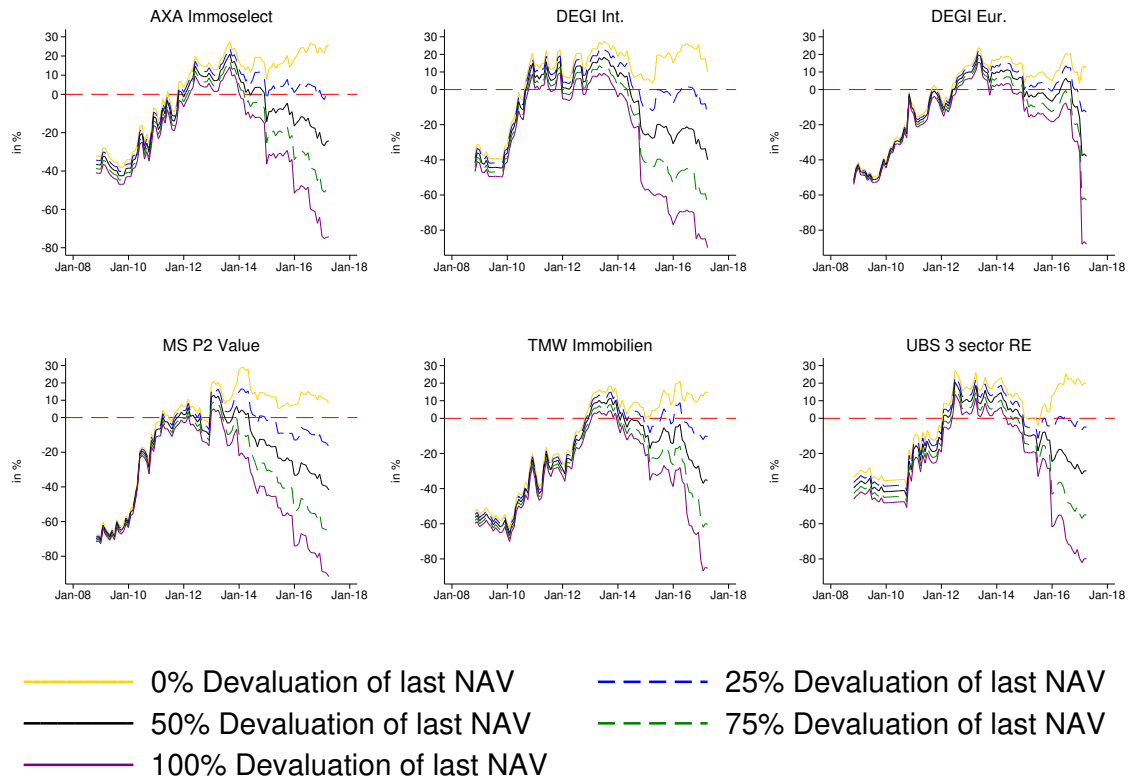 AXA Immoselect
DEGI Int.
DEGI Eur.
30
20
10
0
-20
-40
-60
-80
in %
Jan-08 Jan-10 Jan-12 Jan-14 Jan-16 Jan-18
30
20
10
0
-20
-40
-60
-80
in %
Jan-08 Jan-10 Jan-12 Jan-14 Jan-16 Jan-18
30
20
10
0
-20
-40
-60
-80
in %
Jan-08 Jan-10 Jan-12 Jan-14 Jan-16 Jan-18
MS P2 Value
TMW Immobilien
UBS 3 sector RE
30
20
10
0
-20
-40
-60
-80
in %
Jan-08 Jan-10 Jan-12 Jan-14 Jan-16 Jan-18
30
20
10
0
-20
-40
-60
-80
in %
Jan-08 Jan-10 Jan-12 Jan-14 Jan-16 Jan-18
30
20
10
0
-20
-40
-60
-80
in %
Jan-08 Jan-10 Jan-12 Jan-14 Jan-16 Jan-18
0% Devaluation of last NAV
25% Devaluation of last NAV
50% Devaluation of last NAV
75% Devaluation of last NAV
100% Devaluation of last NAV